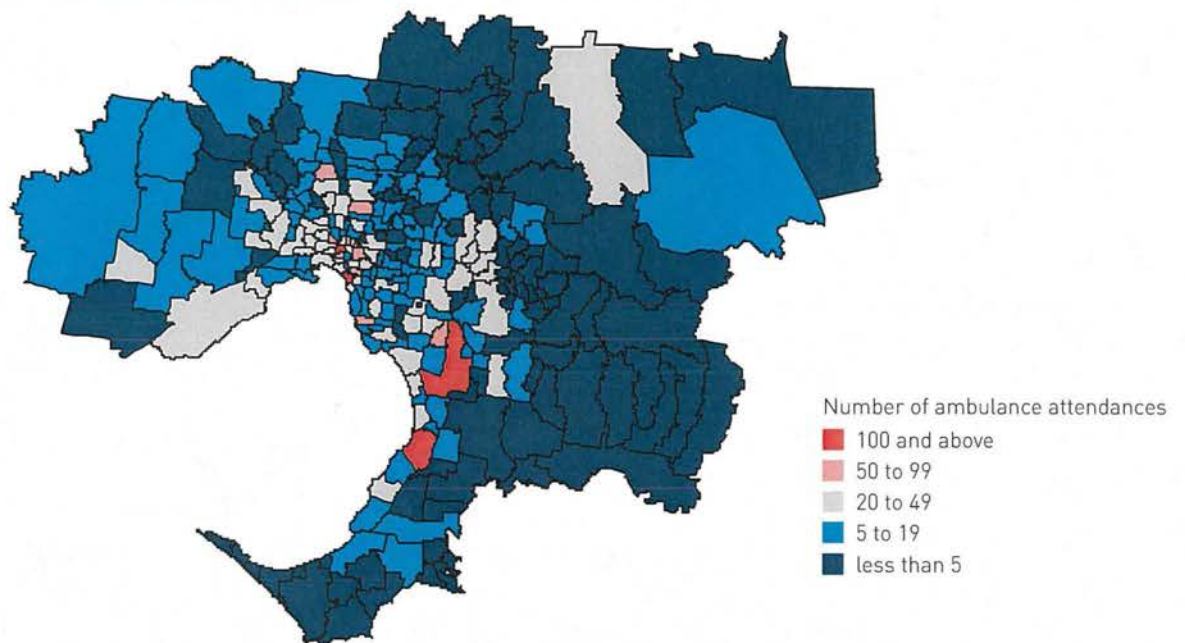 Number of ambulance attendances
100 and above
50 to 99
20 to 49
5 to 19
less than 5